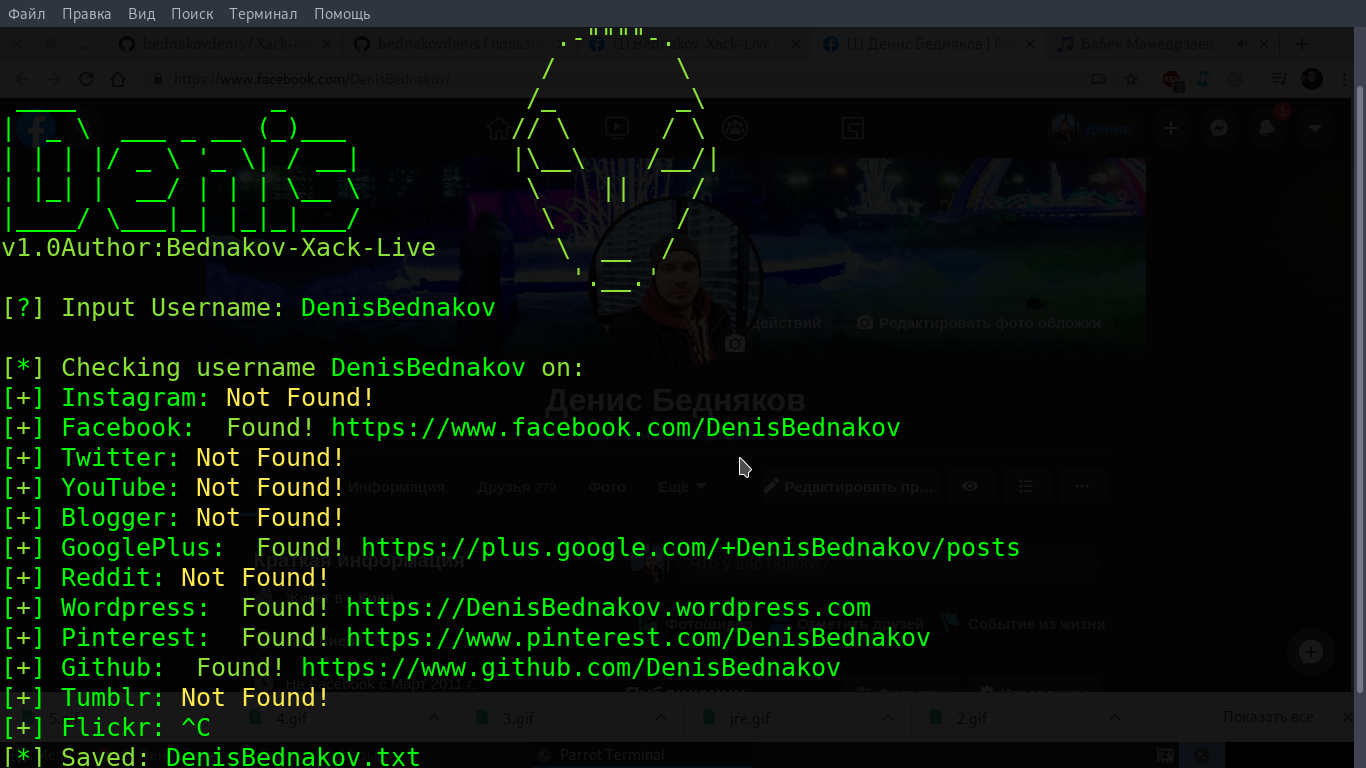 Файл Правка Вид Поиск Терминал Помощь
bednakovdenis / Xack-
bednakovdenis / пользо
(1) Bednakov-Xack-Live
(1) Денис Бедняков | Fa
Бабек Мамедрзаев
https://www.facebook.com/DenisBednakov/
Denis
1
Денис
v1.0Author:Bednakov-Xack-Live
[?] Input Username: DenisBednakov
действий
Редактировать фото обложки
[*] Checking username DenisBednakov on:
[+] Instagram: Not Found!
Денис Бедняков
[+] Facebook: Found! https://www.facebook.com/DenisBednakov
[+] Twitter: Not Found!
[+] YouTube: Not Found!
Информация Друзья 279 Фото Ещё Редактировать пр...
[+] Blogger: Not Found!
[+] GooglePlus: Found! https://plus.google.com/+DenisBednakov/posts
Краткая информация
Что у вас нового?
[+] Reddit: Not Found!
[+] Wordpress: Found! https://DenisBednakov.wordpress.com
Фото/видео Отметить друзей Событие из жизни
[+] Pinterest: Found! https://www.pinterest.com/DenisBednakov
[+] Github: Found! https://www.github.com/DenisBednakov
На Facebook с Март 2011 г.
[+] Tumblr: Not Found!
[+] Flickr: ^C
4.gif 3.gif jre.gif 2.gif Показать все
[*] Saved: DenisBednakov.txt
Parrot Terminal